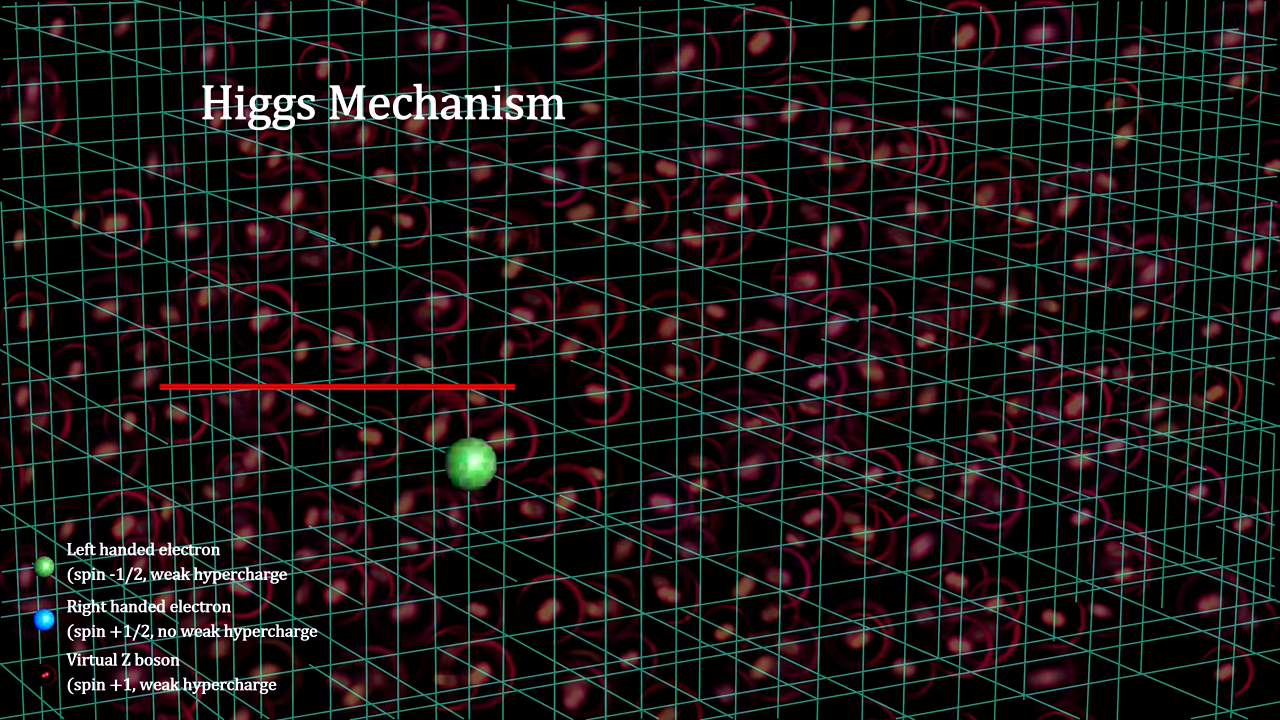 Higgs Mechanism
Left handed electron
(spin -1/2, weak hypercharge
Right handed electron
(spin +1/2, no weak hypercharge
Virtual Z boson
(spin +1, weak hypercharge